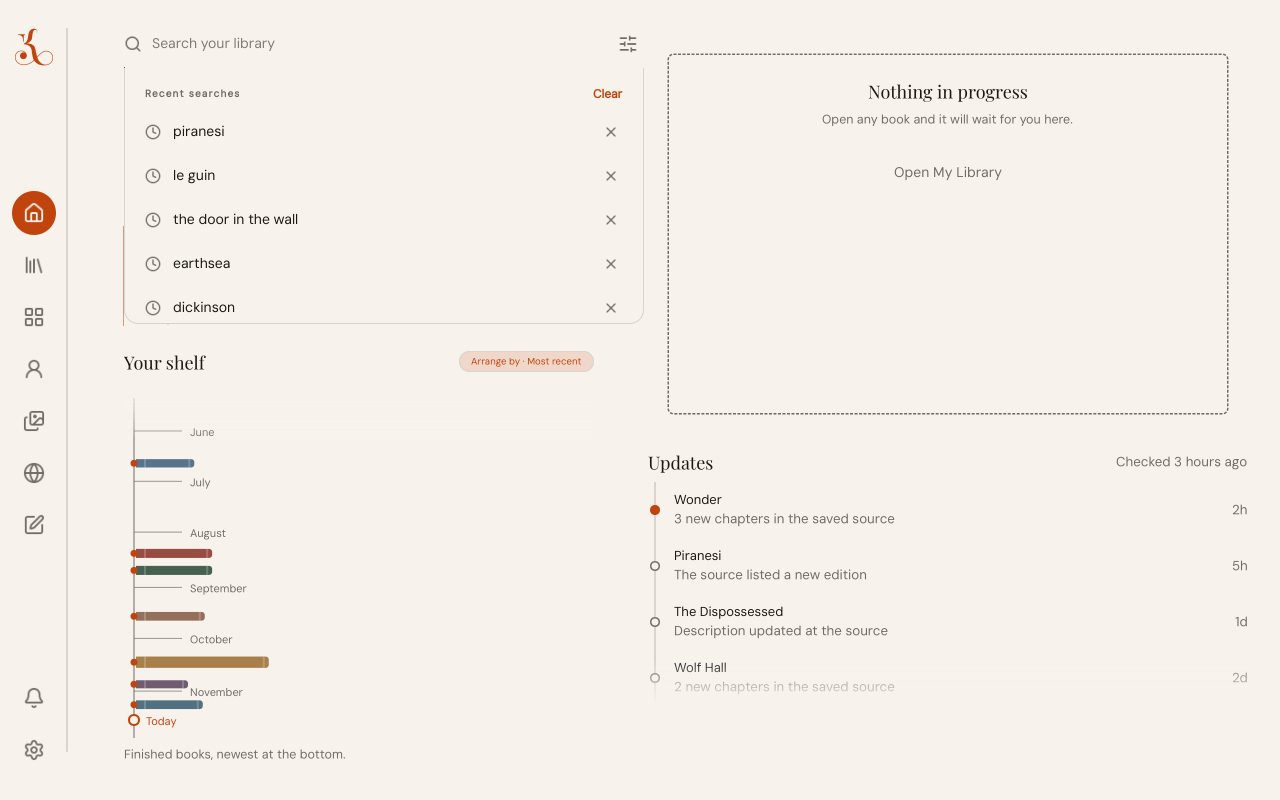 Search your library
Recent searches
Clear
piranesi
le guin
the door in the wall
earthsea
dickinson
Nothing in progress
Open any book and it will wait for you here.
Open My Library
Your shelf
Arrange by · Most recent
June
July
August
September
October
November
Today
Finished books, newest at the bottom.
Updates
Checked 3 hours ago
Wonder
3 new chapters in the saved source
2h
Piranesi
The source listed a new edition
5h
The Dispossessed
Description updated at the source
1d
Wolf Hall
2 new chapters in the saved source
2d